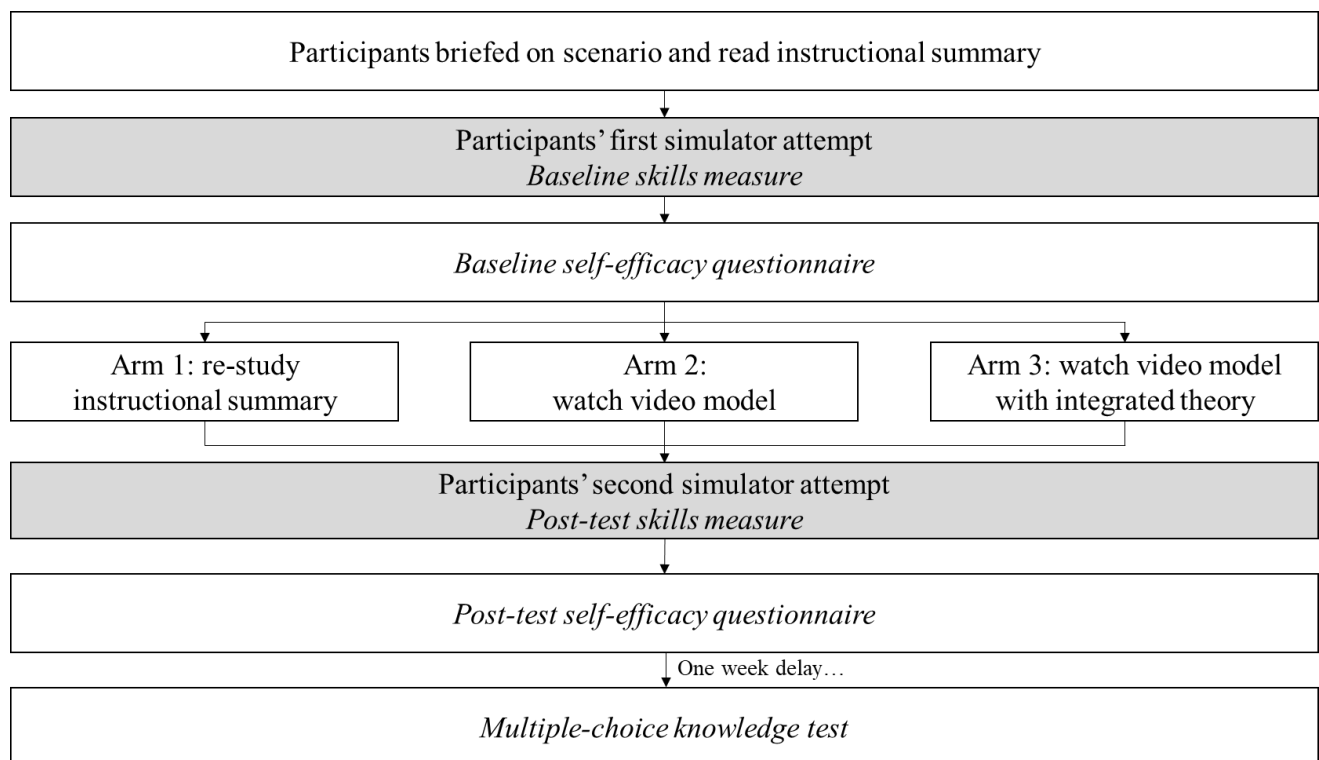 Participants briefed on scenario and read instructional summary
Participants’ first simulator attempt
Baseline skills measure
Baseline self-efficacy questionnaire
Arm 1: re-study
instructional summary
Arm 2:
watch video model
Arm 3: watch video model
with integrated theory
Participants’ second simulator attempt
Post-test skills measure
Post-test self-efficacy questionnaire
One week delay…
Multiple-choice knowledge test